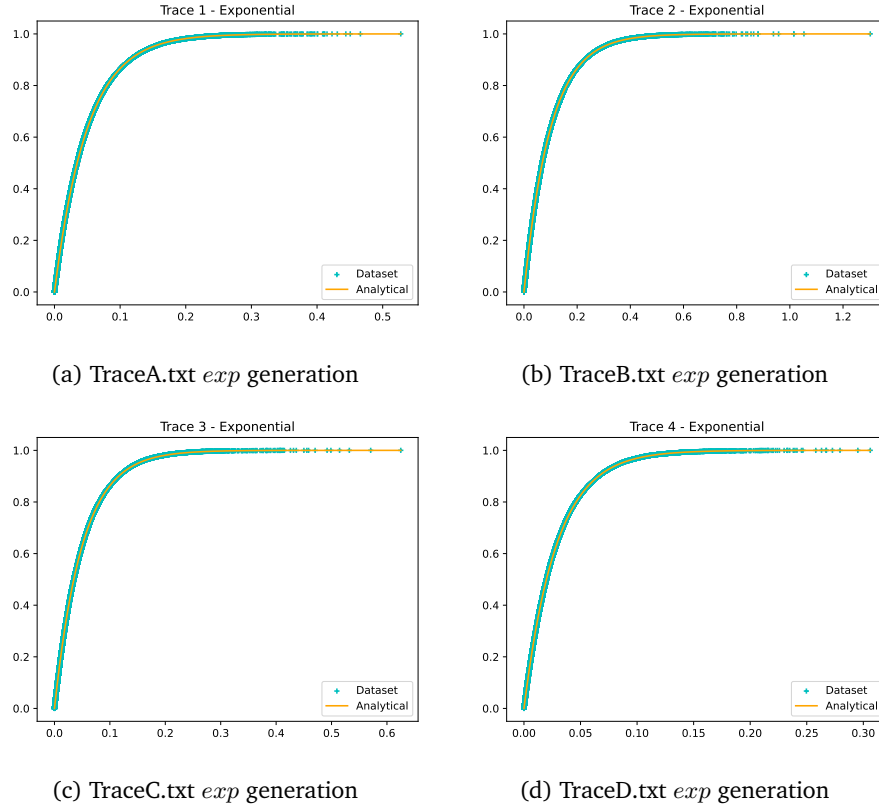 Trace 1 - Exponential
1.0
0.8
0.6
0.4
0.2
0.0
Dataset
Analytical
0.0 0.1 0.2 0.3 0.4 0.5
(a) TraceA.txt exp generation
Trace 2 - Exponential
1.0
0.8
0.6
0.4
0.2
0.0
Dataset
Analytical
0.0 0.2 0.4 0.6 0.8 1.0 1.2
(b) TraceB.txt exp generation
Trace 3 - Exponential
1.0
0.8
0.6
0.4
0.2
0.0
Dataset
Analytical
0.0 0.1 0.2 0.3 0.4 0.5 0.6
(c) TraceC.txt exp generation
Trace 4 - Exponential
1.0
0.8
0.6
0.4
0.2
0.0
Dataset
Analytical
0.00 0.05 0.10 0.15 0.20 0.25 0.30
(d) TraceD.txt exp generation